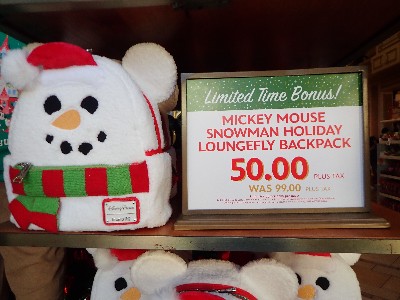 Limited Time Bonus!
MICKEY MOUSE
SNOWMAN HOLIDAY
LOUNGEFLY BACKPACK
50.00 PLUS TAX
WAS 99.00 PLUS TAX